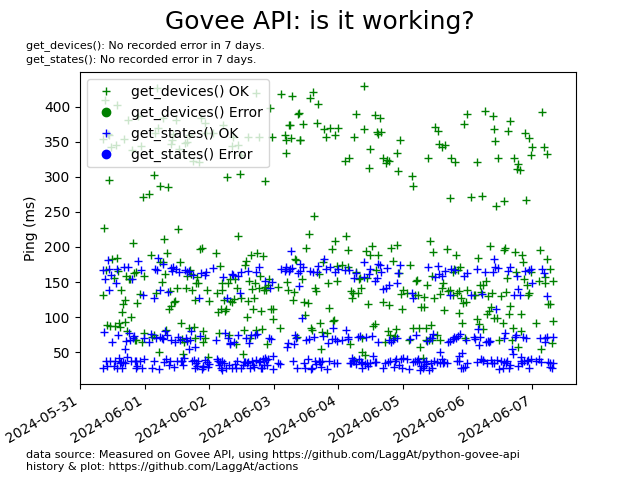 Govee API: is it working?
get_devices(): No recorded error in 7 days.
get_states(): No recorded error in 7 days.
get_devices() OK
get_devices() Error
get_states() OK
get_states() Error
Ping (ms)
400
350
300
250
200
150
100
50
2024-05-31
2024-06-01
2024-06-02
2024-06-03
2024-06-04
2024-06-05
2024-06-06
2024-06-07
data source: Measured on Govee API, using https://github.com/LaggAt/python-govee-api
history & plot: https://github.com/LaggAt/actions